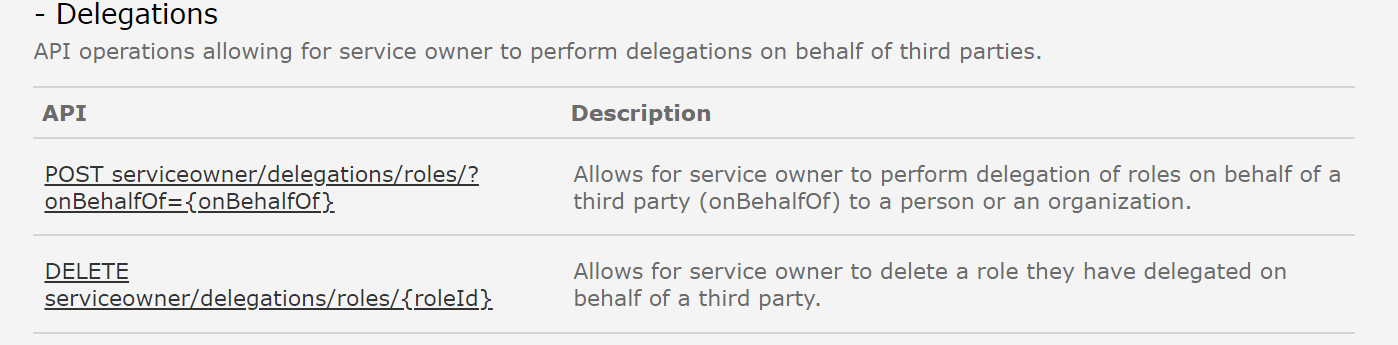 - Delegations
API operations allowing for service owner to perform delegations on behalf of third parties.
API
Description
POST serviceowner/delegations/roles/?
onBehalfOf={onBehalfOf}
Allows for service owner to perform delegation of roles on behalf of a
third party (onBehalfOf) to a person or an organization.
DELETE
serviceowner/delegations/roles/{roleId}
Allows for service owner to delete a role they have delegated on
behalf of a third party.